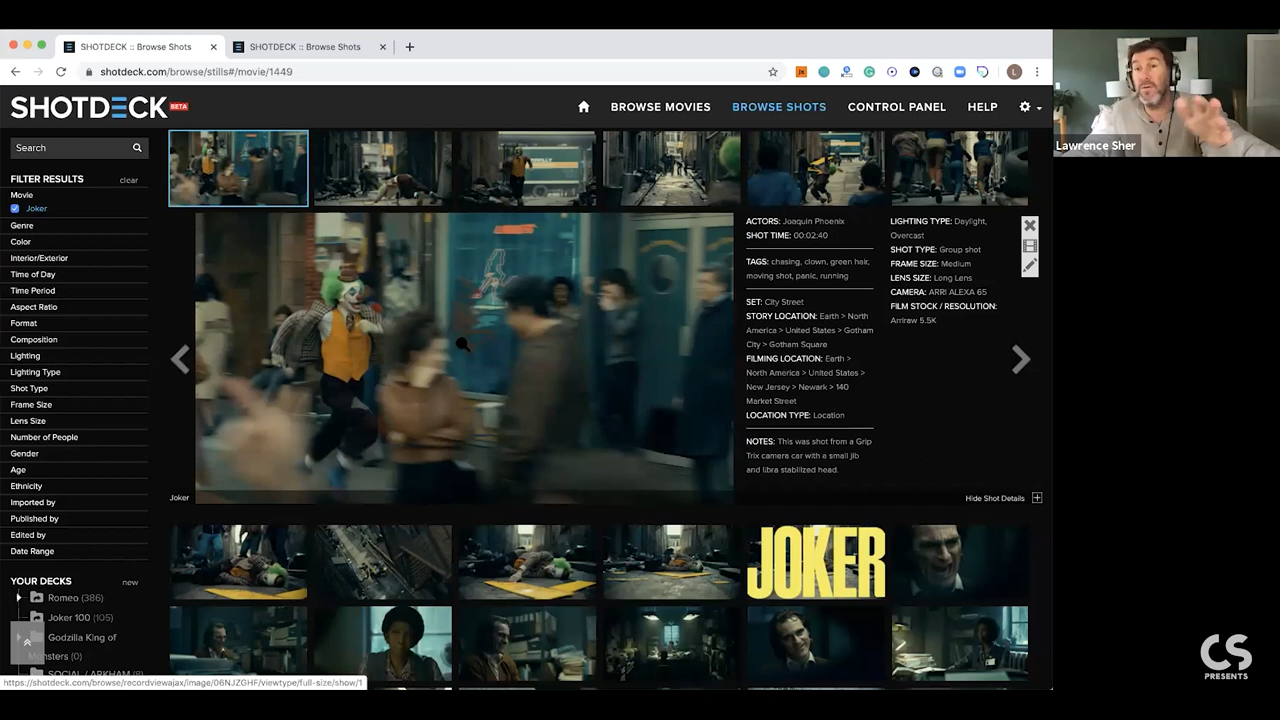 SHOTDECK :: Browse Shots
SHOTDECK :: Browse Shots
shotdeck.com/browse/stills#/movie/1449
L
SHOTDECK BETA
BROWSE MOVIES
BROWSE SHOTS
CONTROL PANEL
HELP
Lawrence Sher
Search
FILTER RESULTS
clear
Movie
Joker
Genre
Color
Interior/Exterior
Time of Day
Time Period
Aspect Ratio
Format
Composition
Lighting
Lighting Type
Shot Type
Frame Size
Lens Size
Number of People
Gender
Age
Ethnicity
Imported by
Published by
Edited by
Date Range
YOUR DECKS
new
Romeo (386)
Joker 100 (105)
Godzilla King of
Monsters (0)
SOCIAL / ARKHAM (8)
ACTORS: Joaquin Phoenix
SHOT TIME: 00:02:40
TAGS: chasing, clown, green hair,
moving shot, panic, running
SET: City Street
STORY LOCATION: Earth > North
America > United States > Gotham
City > Gotham Square
FILMING LOCATION: Earth >
North America > United States >
New Jersey > Newark > 140
Market Street
LOCATION TYPE: Location
NOTES: This was shot from a Grip
Trix camera car with a small jib
and libra stabilized head.
LIGHTING TYPE: Daylight,
Overcast
SHOT TYPE: Group shot
FRAME SIZE: Medium
LENS SIZE: Long Lens
CAMERA: ARRI ALEXA 65
FILM STOCK / RESOLUTION:
Arriraw 5.5K
Joker
Hide Shot Details
JOKER
https://shotdeck.com/browse/recordviewajax/image/06NJZGHF/viewtype/full-size/show/1
CS
PRESENTS